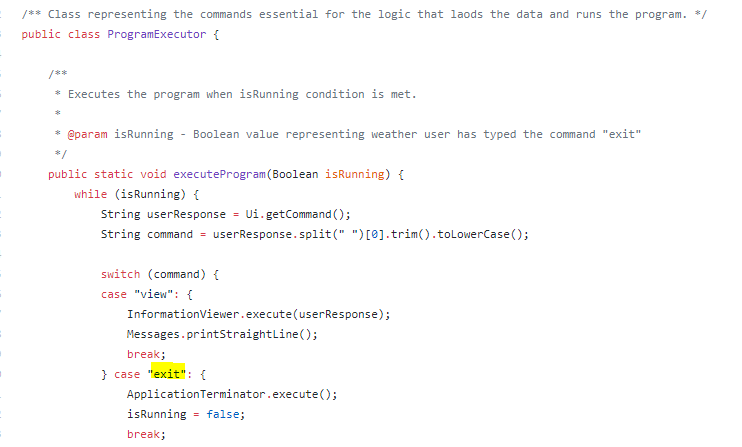 /** Class representing the commands essential for the logic that laods the data and runs the program. */
public class ProgramExecutor {
/**
* Executes the program when isRunning condition is met.
*
* @param isRunning - Boolean value representing weather user has typed the command "exit"
*/
public static void executeProgram(Boolean isRunning) {
while (isRunning) {
String userResponse = Ui.getCommand();
String command = userResponse.split(" ")[0].trim().toLowerCase();
switch (command) {
case "view": {
InformationViewer.execute(userResponse);
Messages.printStraightLine();
break;
} case "exit": {
ApplicationTerminator.execute();
isRunning = false;
break;